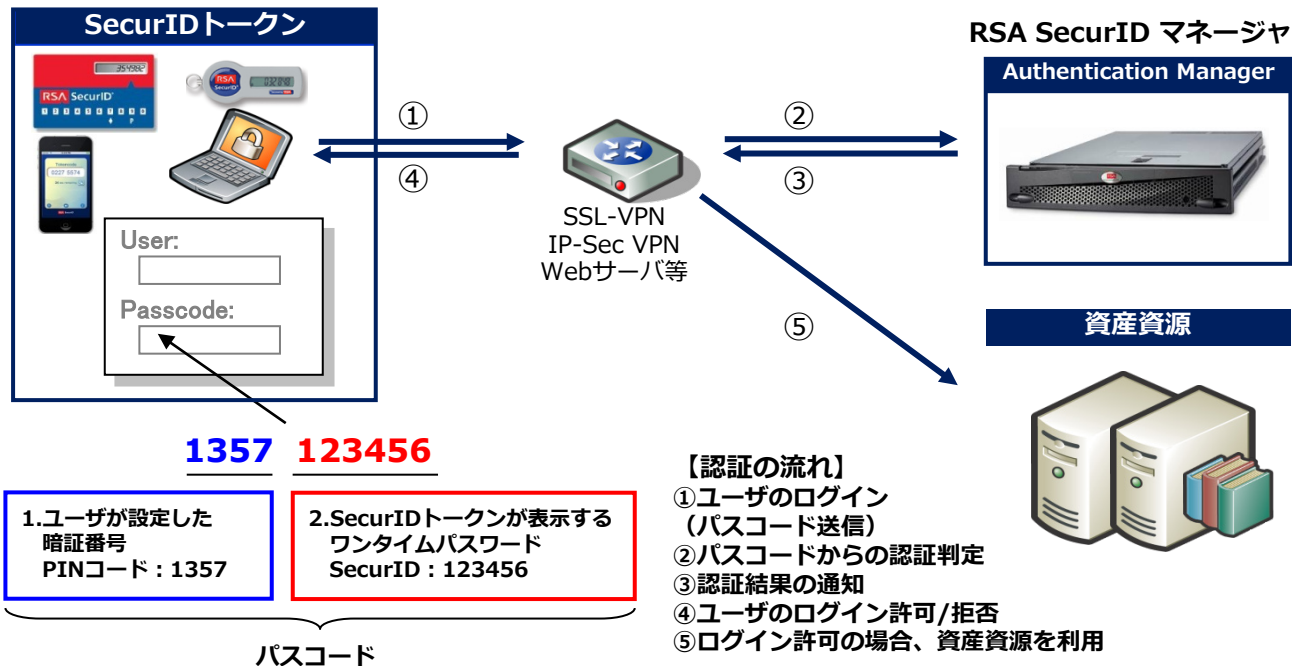 SecurIDトークン
RSA SecurID
RSA
SecurID
Passcode
0227 5574
User:
Passcode:
①
④
SSL-VPN
IP-Sec VPN
Webサーバ等
②
③
⑤
RSA SecurID マネージャ
Authentication Manager
資産資源
1357 123456
1.ユーザが設定した
暗証番号
PINコード：1357
2.SecurIDトークンが表示する
ワンタイムパスワード
SecurID：123456
パスコード
【認証の流れ】
①ユーザのログイン
（パスコード送信）
②パスコードからの認証判定
③認証結果の通知
④ユーザのログイン許可/拒否
⑤ログイン許可の場合、資産資源を利用